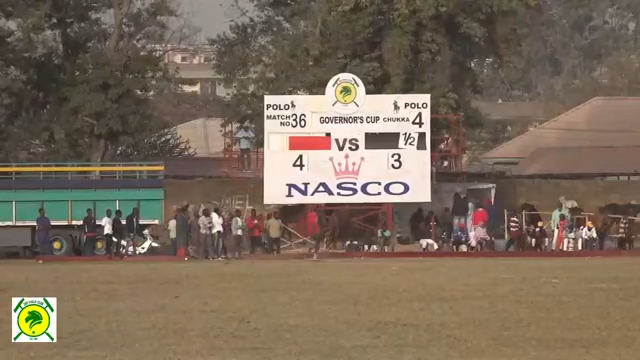 POLO POLO
MATCH NO 36 GOVERNOR'S CUP CHUKKA 4
VS 1/2
4 3
NASCO